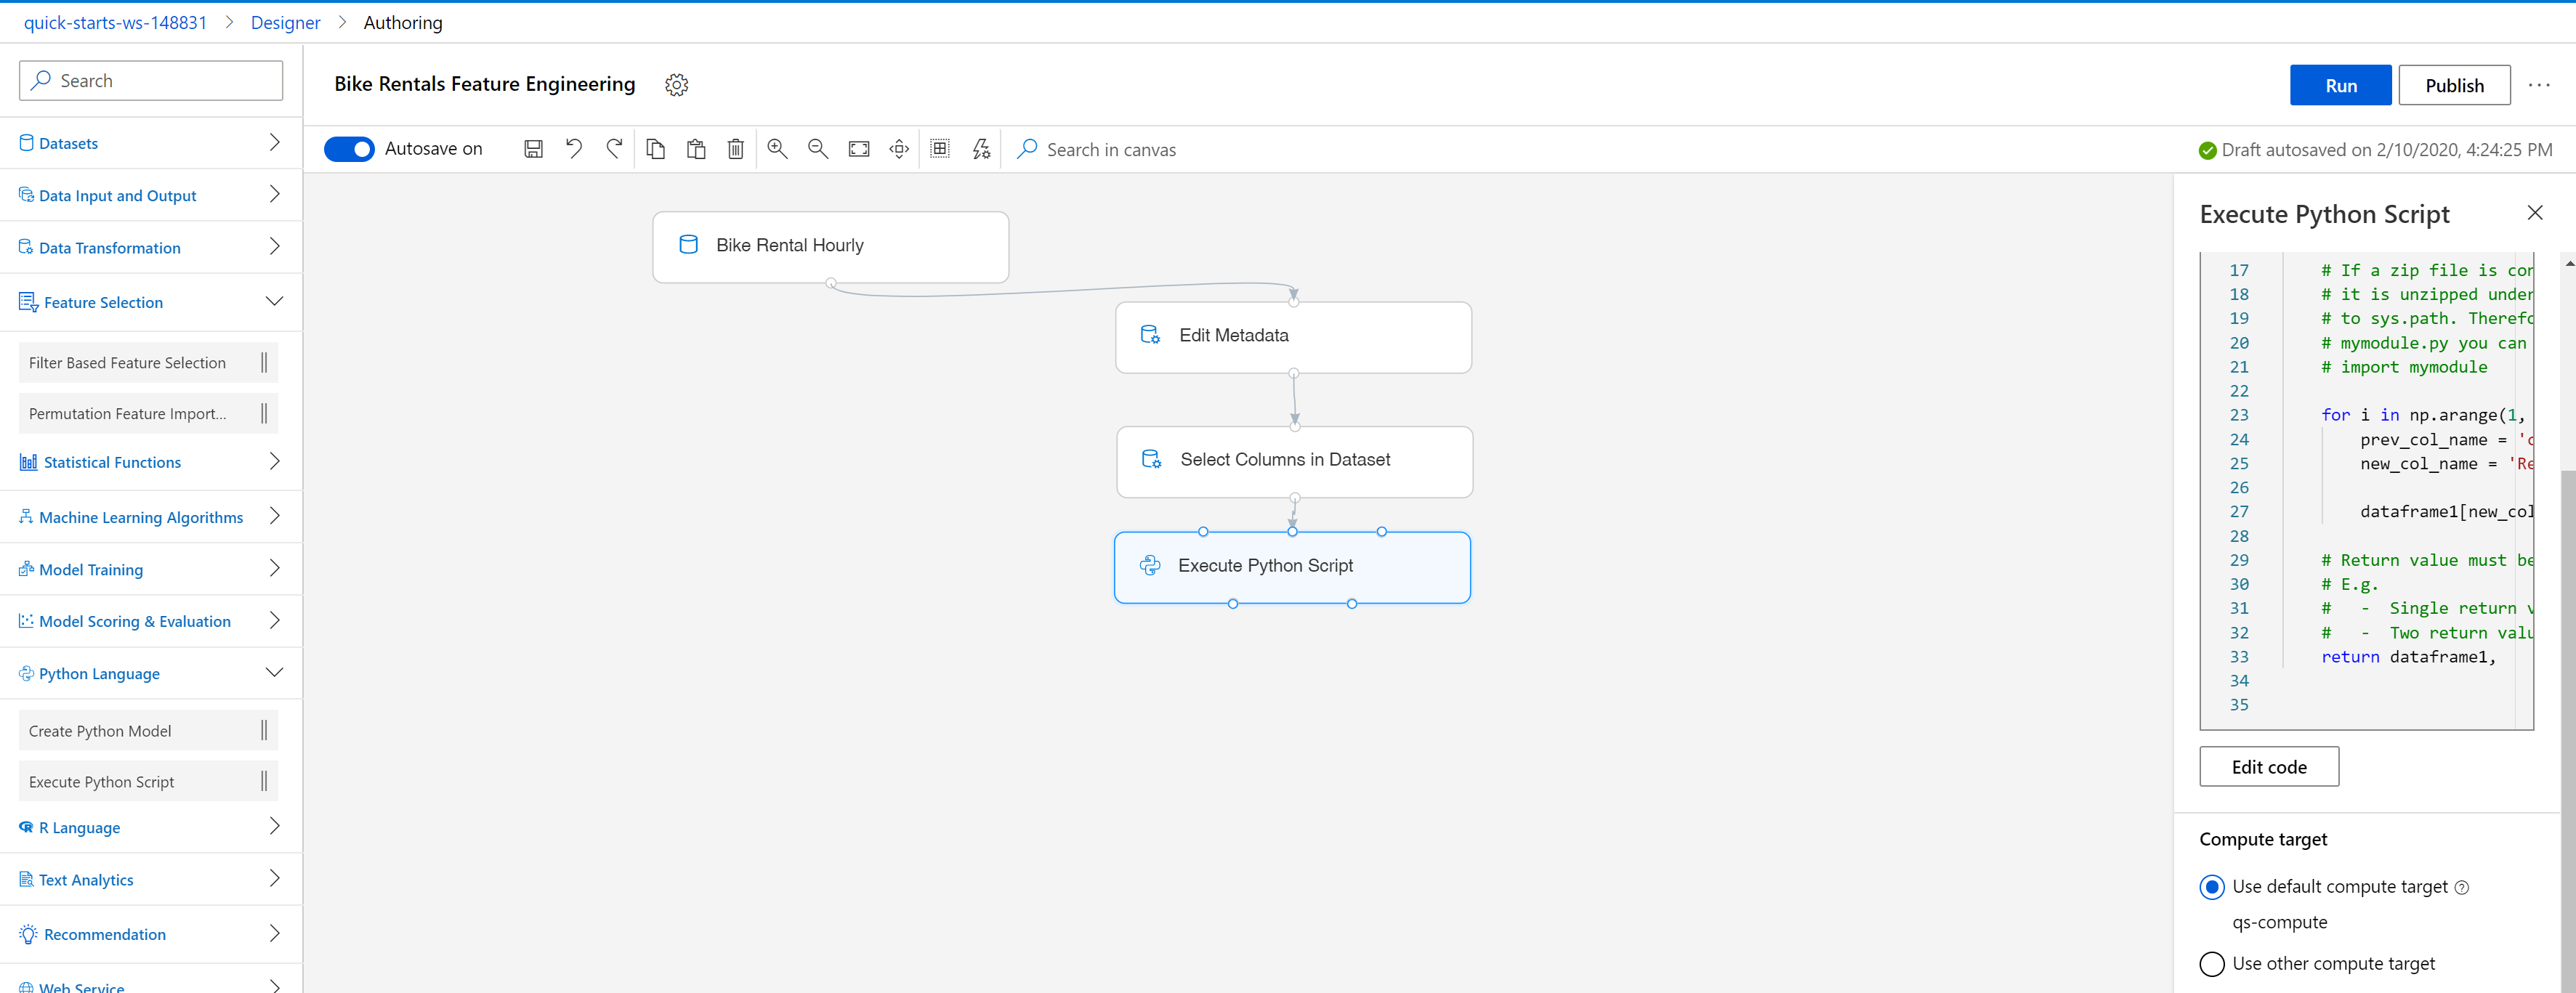 quick-starts-ws-148831 > Designer > Authoring
Search
Datasets
Data Input and Output
Data Transformation
Feature Selection
Filter Based Feature Selection
Permutation Feature Import...
Statistical Functions
Machine Learning Algorithms
Model Training
Model Scoring & Evaluation
Python Language
Create Python Model
Execute Python Script
R Language
Text Analytics
Recommendation
Web Service
Bike Rentals Feature Engineering
Run
Publish
...
Autosave on
Search in canvas
Draft autosaved on 2/10/2020, 4:24:25 PM
Bike Rental Hourly
Edit Metadata
Select Columns in Dataset
Execute Python Script
Execute Python Script
17 # If a zip file is con
18 # it is unzipped under
19 # to sys.path. Therefo
20 # mymodule.py you can
21 # import mymodule
22
23 for i in np.arange(1,
24 prev_col_name = 'c
25 new_col_name = 'Re
26
27 dataframe1[new_col
28
29 # Return value must be
30 # E.g.
31 # - Single return v
32 # - Two return valu
33 return dataframe1,
34
35
Edit code
Compute target
Use default compute target
qs-compute
Use other compute target